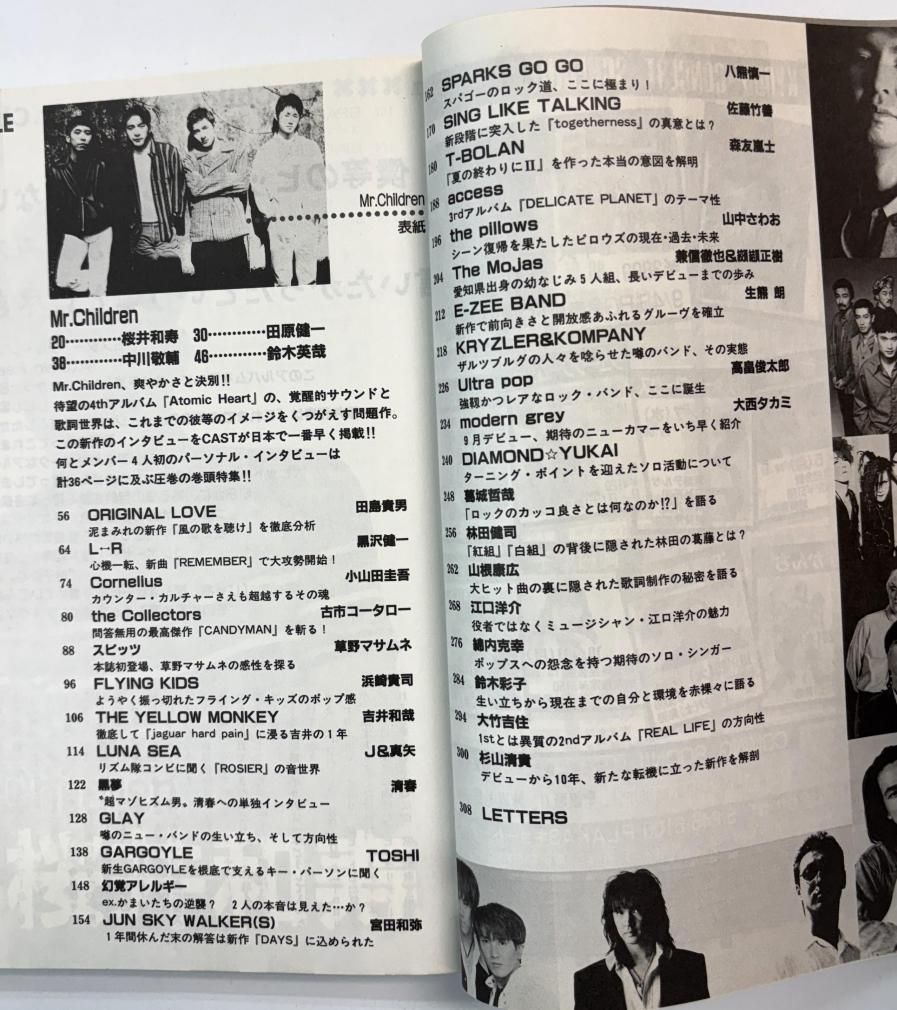 LE
Mr.Children
表紙
Mr.Children
20…………桜井和寿 30…………田原健一
38…………中川敬輔 46…………鈴木英哉
Mr.Children、爽やかさと決別!!
待望の4thアルバム『Atomic Heart』の、覚醒的サウンドと
歌詞世界は、これまでの彼等のイメージをくつがえす問題作。
この新作のインタビューをCASTが日本で一番早く掲載!!
何とメンバー4人初のパーソナル・インタビューは
計36ページに及ぶ圧巻の巻頭特集!!
56 ORIGINAL LOVE 田島貴男
泥まみれの新作『風の歌を聴け』を徹底分析
64 L↔R 黒沢健一
心機一転、新曲『REMEMBER』で大攻勢開始!
74 Cornelius 小山田圭吾
カウンター・カルチャーさえも超越するその魂
80 the Collectors 古市コータロー
問答無用の最高傑作『CANDYMAN』を斬る!
88 スピッツ 草野マサムネ
本誌初登場、草野マサムネの感性を探る
96 FLYING KIDS 浜崎貴司
ようやく振っ切れたフライング・キッズのポップ感
106 THE YELLOW MONKEY 吉井和哉
徹底して『jaguar hard pain』に浸る吉井の1年
114 LUNA SEA J&真矢
リズム隊コンビに聞く『ROSIER』の音世界
122 黒夢 清春
〝超マゾヒズム男〟清春への単独インタビュー
128 GLAY
噂のニュー・バンドの生い立ち、そして方向性
138 GARGOYLE TOSHI
新生GARGOYLEを根底で支えるキー・パーソンに聞く
148 幻覚アレルギー
ex.かまいたちの逆襲? 2人の本音は見えた…か?
154 JUN SKY WALKER(S) 宮田和弥
1年間休んだ末の解答は新作『DAYS』に込められた
162 SPARKS GO GO 八熊慎一
スパゴーのロック道、ここに極まり!
170 SING LIKE TALKING 佐藤竹善
新段階に突入した『togetherness』の真意とは?
180 T-BOLAN 森友嵐士
『夏の終わりにII』を作った本当の意図を解明
188 access
3rdアルバム『DELICATE PLANET』のテーマ性
196 the pillows 山中さわお
シーン復帰を果たしたピロウズの現在・過去・未来
204 The MoJas 兼信徹也&纐纈正樹
愛知県出身の幼なじみ5人組、長いデビューまでの歩み
212 E-ZEE BAND 生熊 朗
新作で前向きさと開放感あふれるグルーヴを確立
218 KRYZLER&KOMPANY
ザルツブルグの人々を唸らせた噂のバンド、その実態
226 Ultra pop 高畠俊太郎
強靱かつレアなロック・バンド、ここに誕生
234 modern grey 大西タカミ
9月デビュー、期待のニューカマーをいち早く紹介
240 DIAMOND☆YUKAI
ターニング・ポイントを迎えたソロ活動について
248 葛城哲哉
「ロックのカッコ良さとは何なのか!?」を語る
256 林田健司
『紅組』『白組』の背後に隠された林田の葛藤とは?
262 山根康広
大ヒット曲の裏に隠された歌詞制作の秘密を語る
268 江口洋介
役者ではなくミュージシャン・江口洋介の魅力
276 綿内克幸
ポップスへの怨念を持つ期待のソロ・シンガー
284 鈴木彩子
生い立ちから現在までの自分と環境を赤裸々に語る
294 大竹吉住
1stとは異質の2ndアルバム『REAL LIFE』の方向性
300 杉山清貴
デビューから10年、新たな転機に立った新作を解剖
308 LETTERS